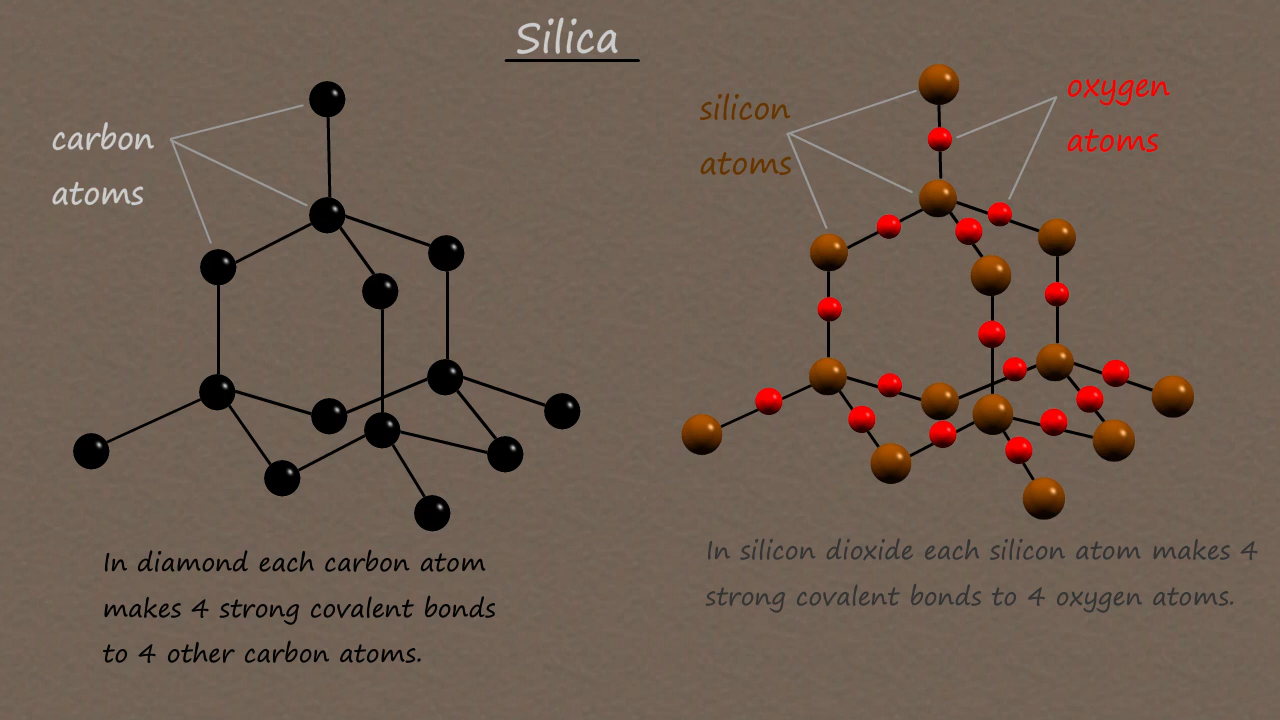 Silica
carbon
atoms
silicon
atoms
oxygen
atoms
In diamond each carbon atom
makes 4 strong covalent bonds
to 4 other carbon atoms.
In silicon dioxide each silicon atom makes 4
strong covalent bonds to 4 oxygen atoms.